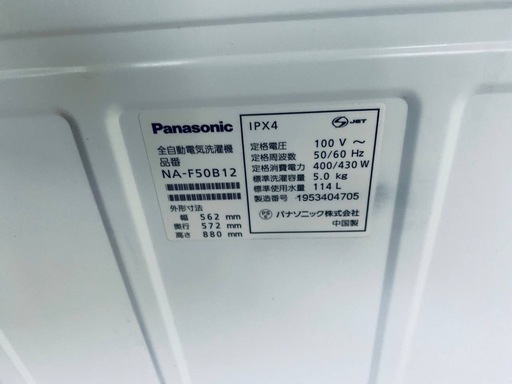 Panasonic
全自動電気洗濯機
品番
NA-F50B12
外形寸法
幅 562 mm
奥行 572 mm
高さ 880 mm
IPX4
JET
定格電圧 100 V ～
定格周波数 50/60 Hz
定格消費電力 400/430 W
標準洗濯容量 5.0 kg
標準使用水量 114 L
製造番号 1953404705
パナソニック株式会社
中国製